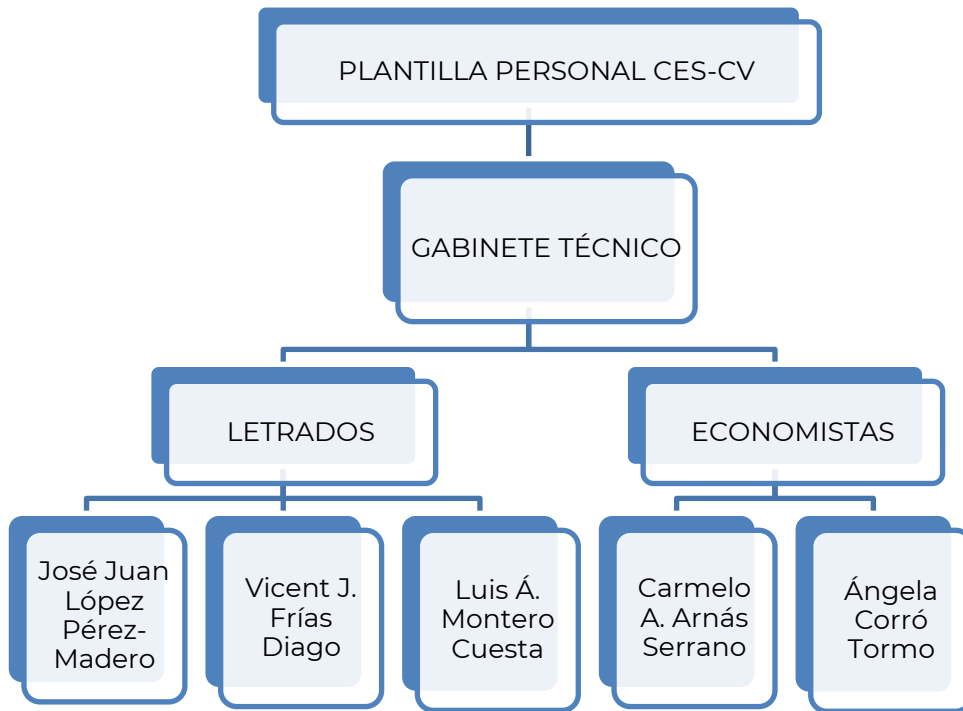 PLANTILLA PERSONAL CES-CV
GABINETE TÉCNICO
LETRADOS
ECONOMISTAS
José Juan
López
Pérez-
Madero
Vicent J.
Frías
Diago
Luis Á.
Montero
Cuesta
Carmelo
A. Arnás
Serrano
Ángela
Corró
Tormo